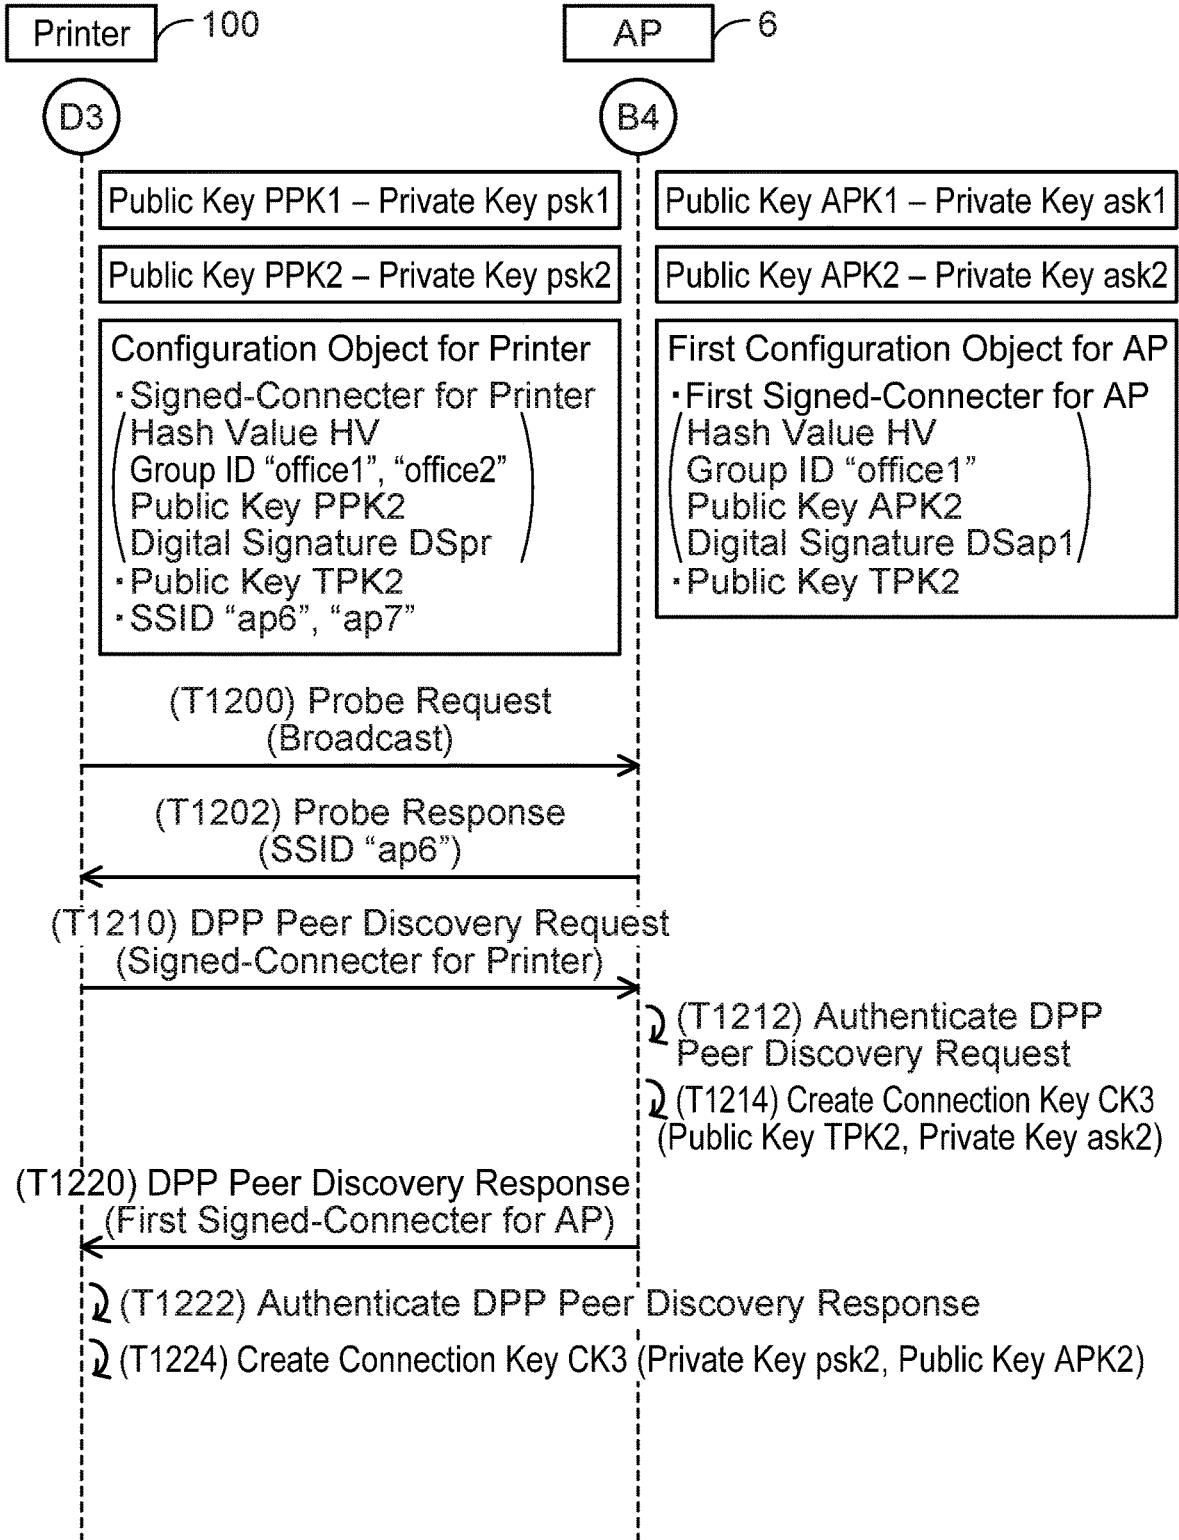 Printer 100
AP 6
D3
B4
Public Key PPK1 – Private Key psk1
Public Key APK1 – Private Key ask1
Public Key PPK2 – Private Key psk2
Public Key APK2 – Private Key ask2
Configuration Object for Printer
・Signed-Connecter for Printer
Hash Value HV
Group ID “office1”, “office2”
Public Key PPK2
Digital Signature DSpr
・Public Key TPK2
・SSID “ap6”, “ap7”
First Configuration Object for AP
・First Signed-Connecter for AP
Hash Value HV
Group ID “office1”
Public Key APK2
Digital Signature DSap1
・Public Key TPK2
(T1200) Probe Request
(Broadcast)
(T1202) Probe Response
(SSID “ap6”)
(T1210) DPP Peer Discovery Request
(Signed-Connecter for Printer)
(T1212) Authenticate DPP
Peer Discovery Request
(T1214) Create Connection Key CK3
(Public Key TPK2, Private Key ask2)
(T1220) DPP Peer Discovery Response
(First Signed-Connecter for AP)
(T1222) Authenticate DPP Peer Discovery Response
(T1224) Create Connection Key CK3 (Private Key psk2, Public Key APK2)